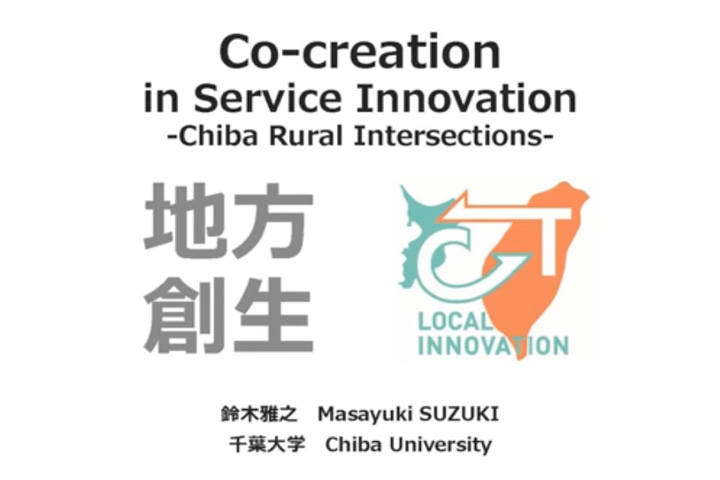 Co-creation
in Service Innovation
-Chiba Rural Intersections-
地方
創生
CT
LOCAL
INNOVATION
鈴木雅之 Masayuki SUZUKI
千葉大学 Chiba University